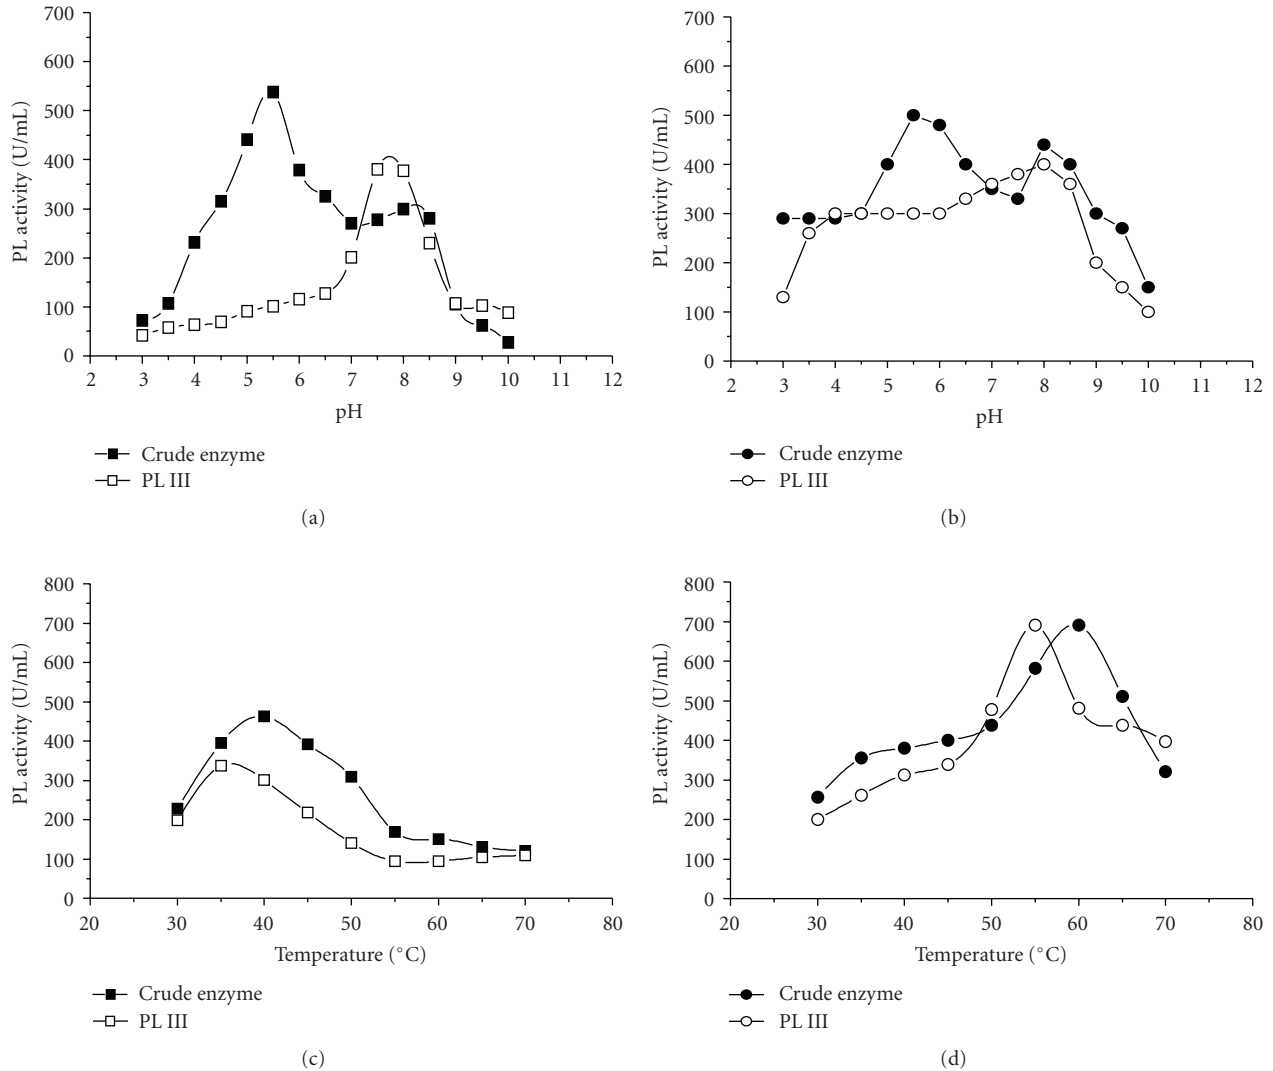 700
600
500
400
300
200
100
0
PL activity (U/mL)
2 3 4 5 6 7 8 9 10 11 12
pH
Crude enzyme
PL III
(a)
700
600
500
400
300
200
100
0
PL activity (U/mL)
2 3 4 5 6 7 8 9 10 11 12
pH
Crude enzyme
PL III
(b)
800
700
600
500
400
300
200
100
0
PL activity (U/mL)
20 30 40 50 60 70 80
Temperature (°C)
Crude enzyme
PL III
(c)
800
700
600
500
400
300
200
100
0
PL activity (U/mL)
20 30 40 50 60 70 80
Temperature (°C)
Crude enzyme
PL III
(d)